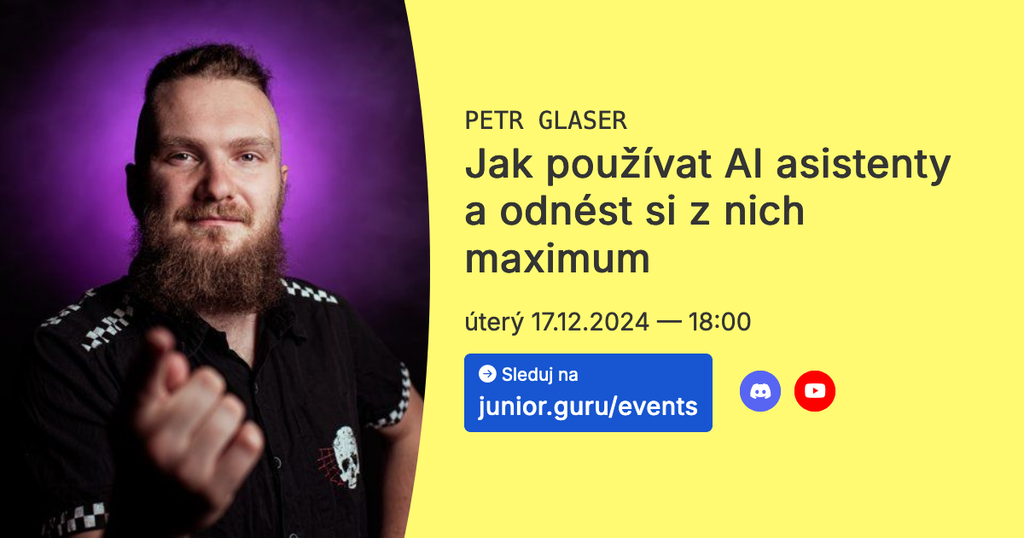 PETR GLASER
Jak používat AI asistenty
a odnést si z nich
maximum
úterý 17.12.2024 — 18:00
Sleduj na
junior.guru/events